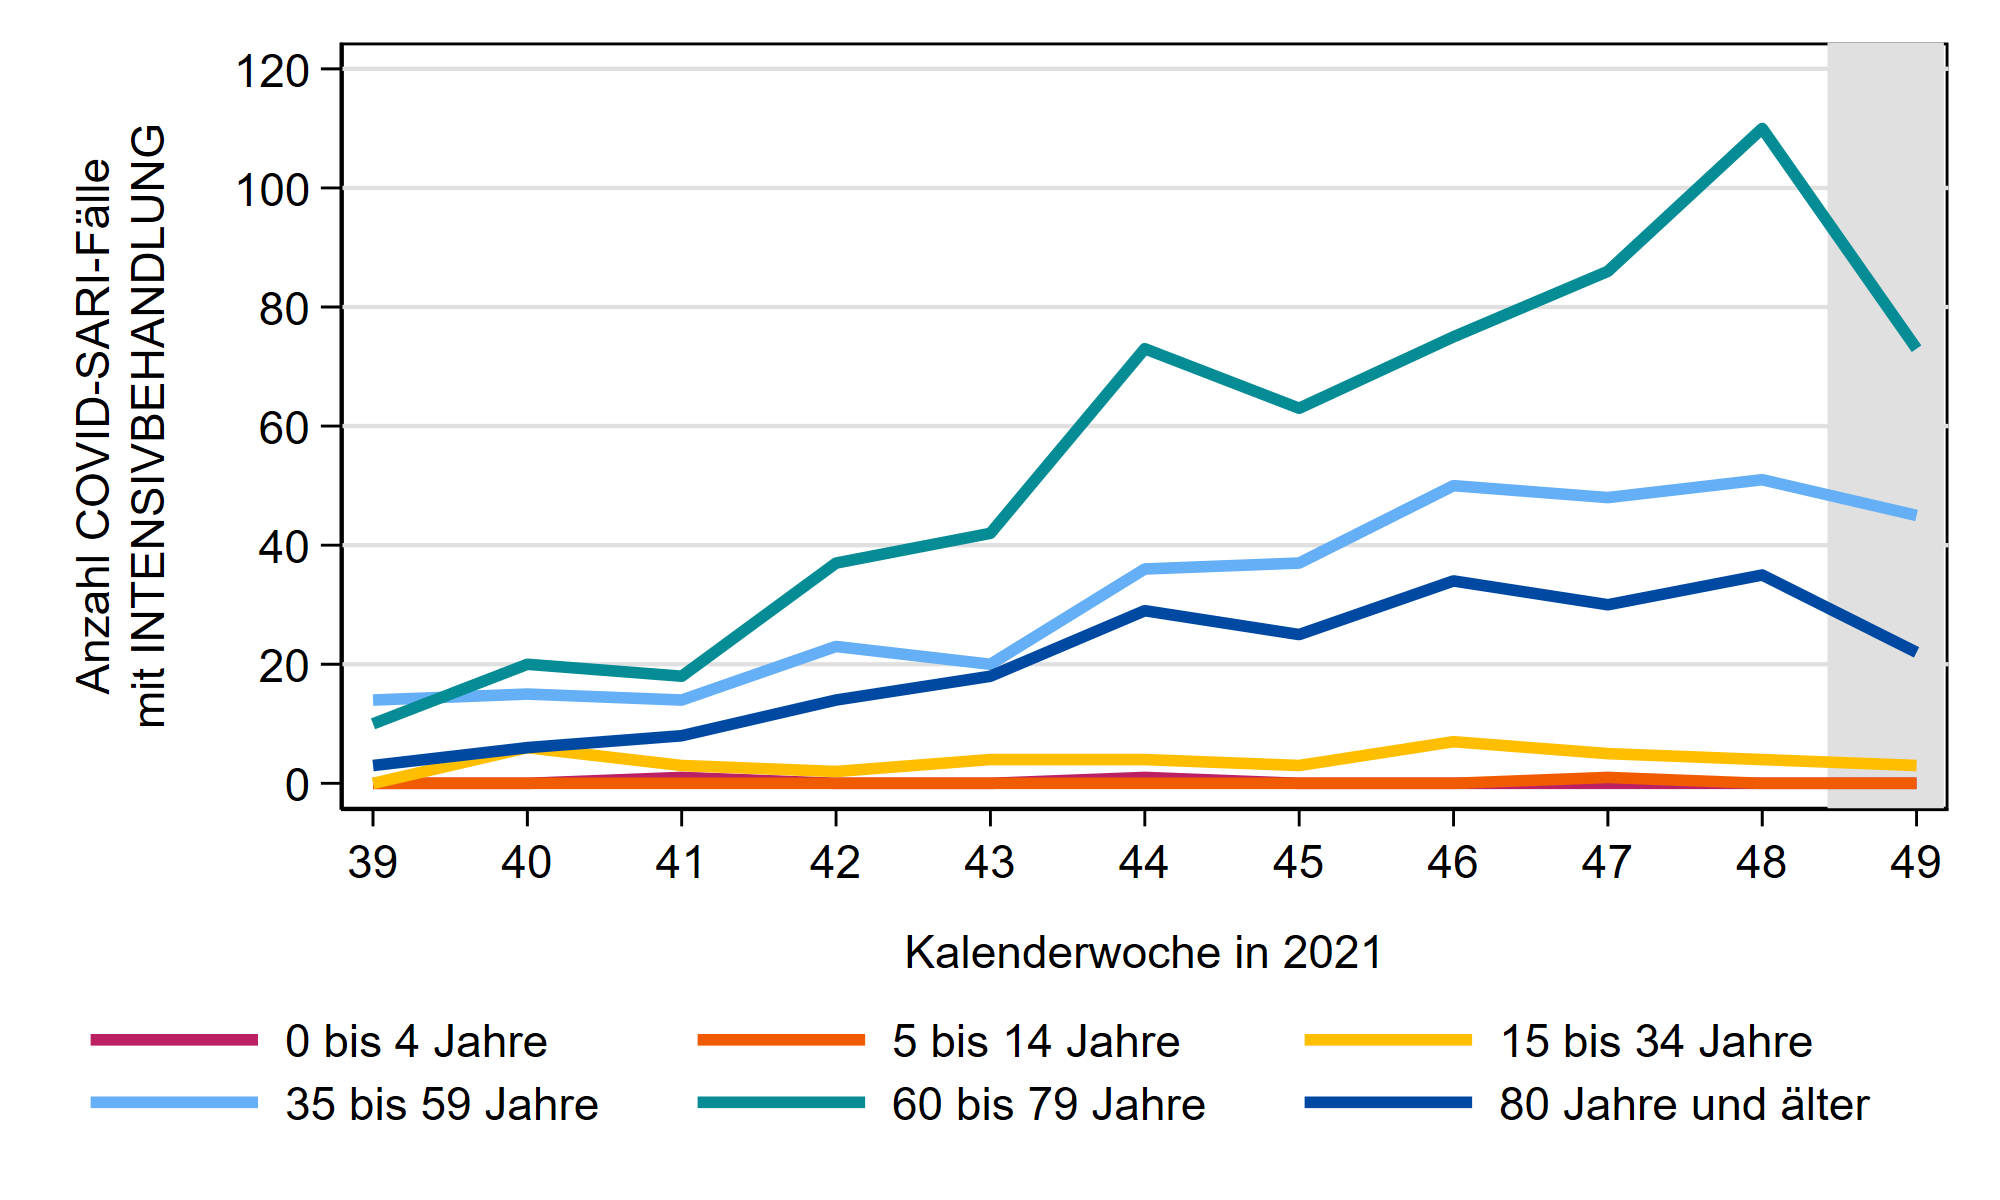 Anzahl COVID-SARI-Fälle
mit INTENSIVBEHANDLUNG
120
100
80
60
40
20
0
39 40 41 42 43 44 45 46 47 48 49
Kalenderwoche in 2021
0 bis 4 Jahre 5 bis 14 Jahre 15 bis 34 Jahre
35 bis 59 Jahre 60 bis 79 Jahre 80 Jahre und älter